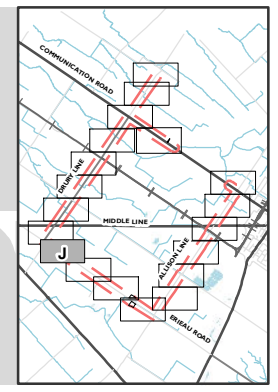 COMMUNICATION ROAD
DRURY LINE
MIDDLE LINE
J
ALLISON LINE
ERIEAU ROAD